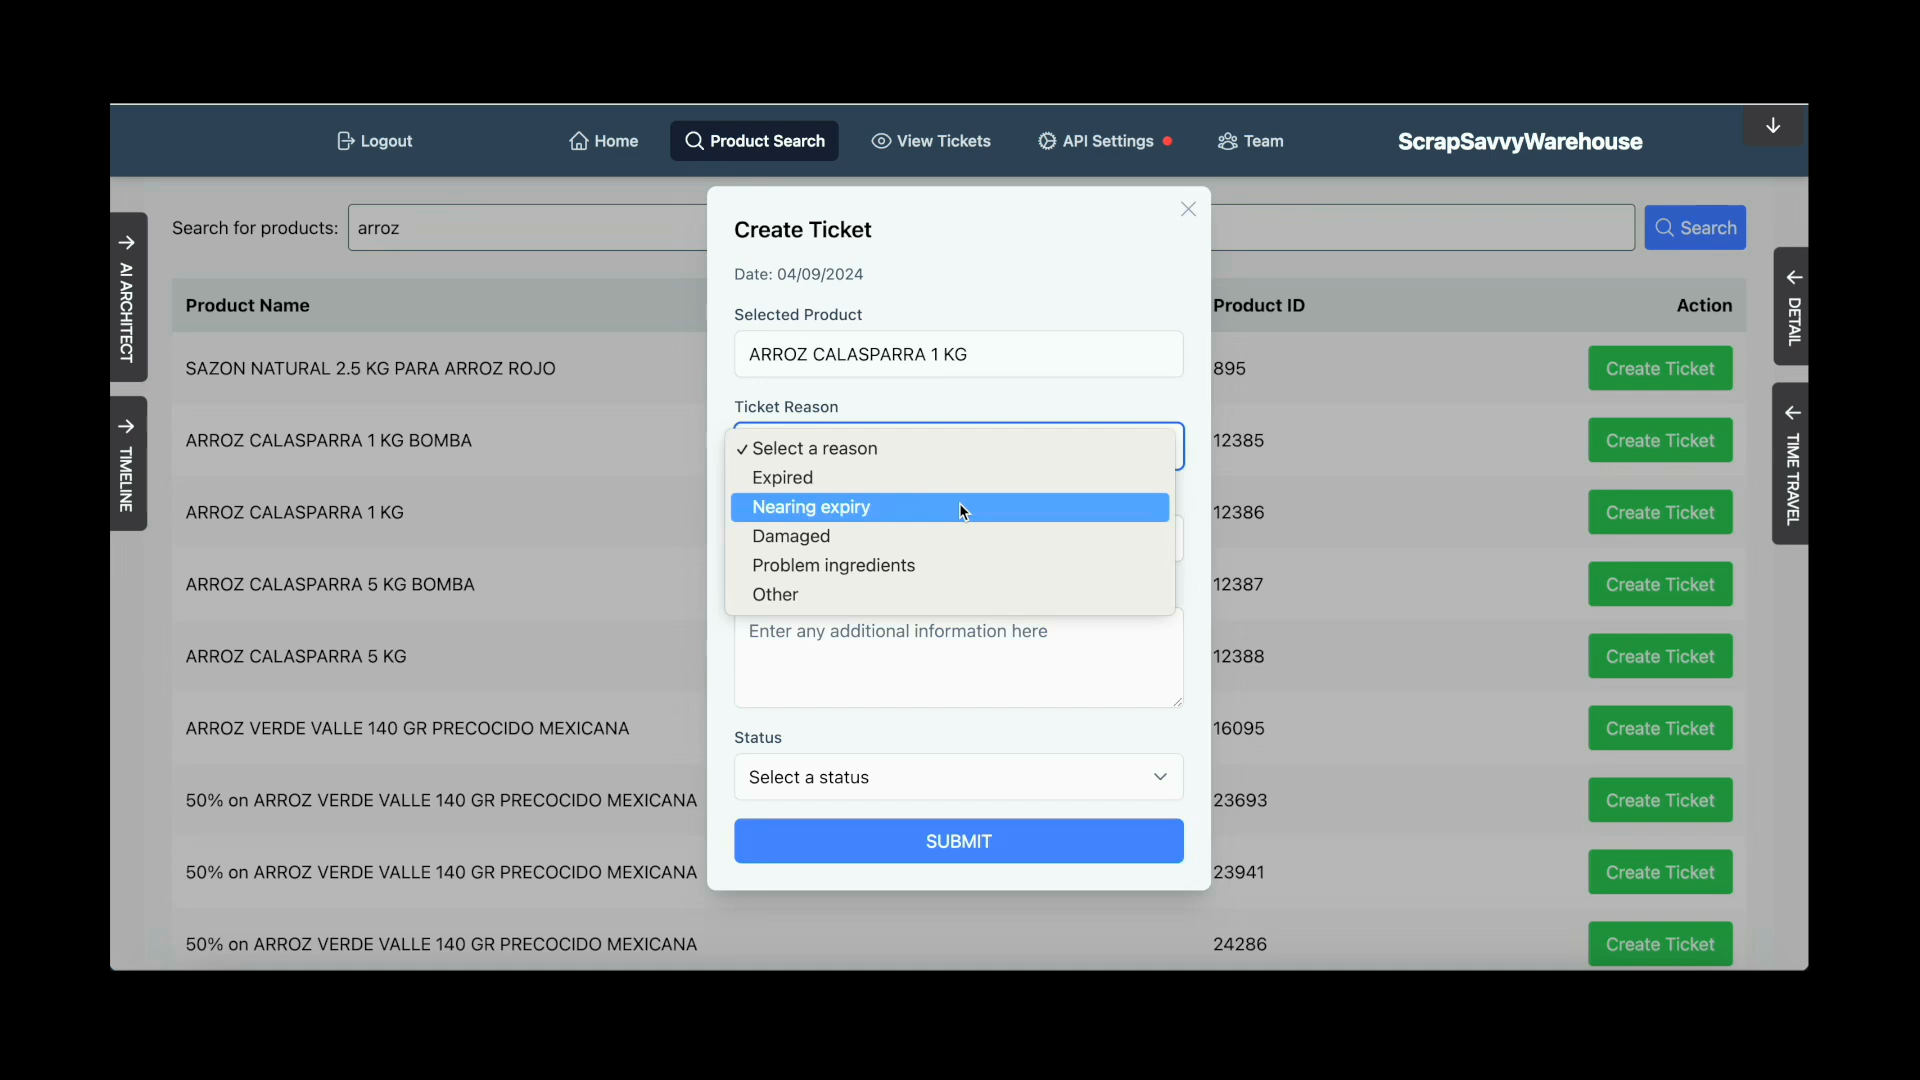 Logout
Home
Product Search
View Tickets
API Settings
Team
ScrapSavvyWarehouse
Search for products:
arroz
Search
AI ARCHITECT
TIMELINE
DETAIL
TIME TRAVEL
Product Name
Product ID
Action
SAZON NATURAL 2.5 KG PARA ARROZ ROJO
895
Create Ticket
ARROZ CALASPARRA 1 KG BOMBA
12385
Create Ticket
ARROZ CALASPARRA 1 KG
12386
Create Ticket
ARROZ CALASPARRA 5 KG BOMBA
12387
Create Ticket
ARROZ CALASPARRA 5 KG
12388
Create Ticket
ARROZ VERDE VALLE 140 GR PRECOCIDO MEXICANA
16095
Create Ticket
50% on ARROZ VERDE VALLE 140 GR PRECOCIDO MEXICANA
23693
Create Ticket
50% on ARROZ VERDE VALLE 140 GR PRECOCIDO MEXICANA
23941
Create Ticket
50% on ARROZ VERDE VALLE 140 GR PRECOCIDO MEXICANA
24286
Create Ticket
Create Ticket
Date: 04/09/2024
Selected Product
ARROZ CALASPARRA 1 KG
Ticket Reason
✓ Select a reason
Expired
Nearing expiry
Damaged
Problem ingredients
Other
Enter any additional information here
Status
Select a status
SUBMIT